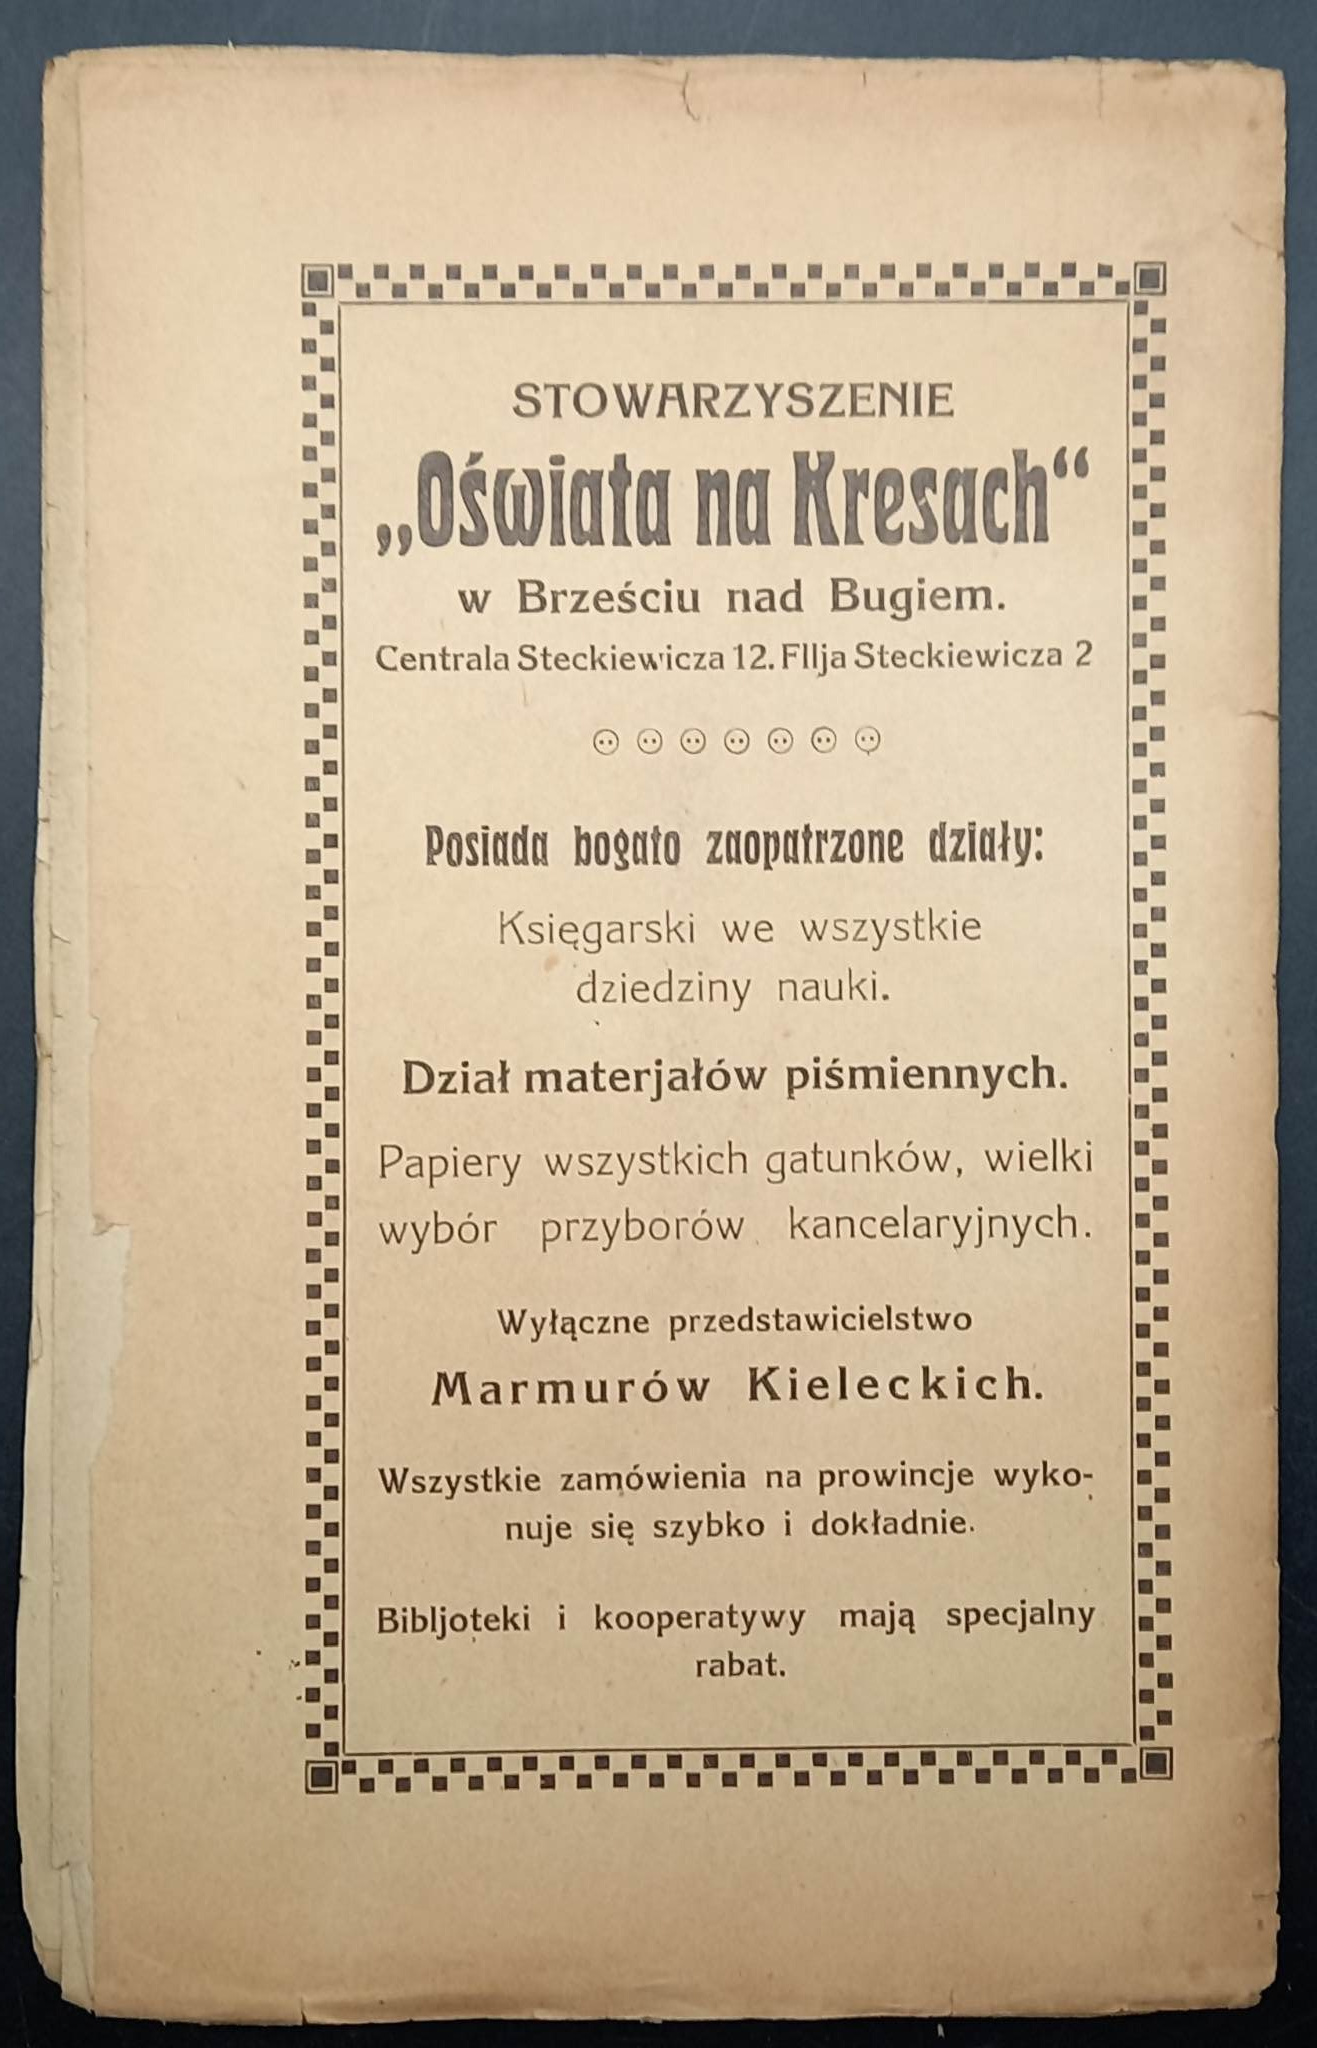 STOWARZYSZENIE
„Oświata na Kresach“
w Brześciu nad Bugiem.
Centrala Steckiewicza 12. FIlja Steckiewicza 2
Posiada bogato zaopatrzone działy:
Księgarski we wszystkie
dziedziny nauki.
Dział materjałów piśmiennych.
Papiery wszystkich gatunków, wielki
wybór przyborów kancelaryjnych.
Wyłączne przedstawicielstwo
Marmurów Kieleckich.
Wszystkie zamówienia na prowincje wyko-
nuje się szybko i dokładnie.
Bibljoteki i kooperatywy mają specjalny
rabat.